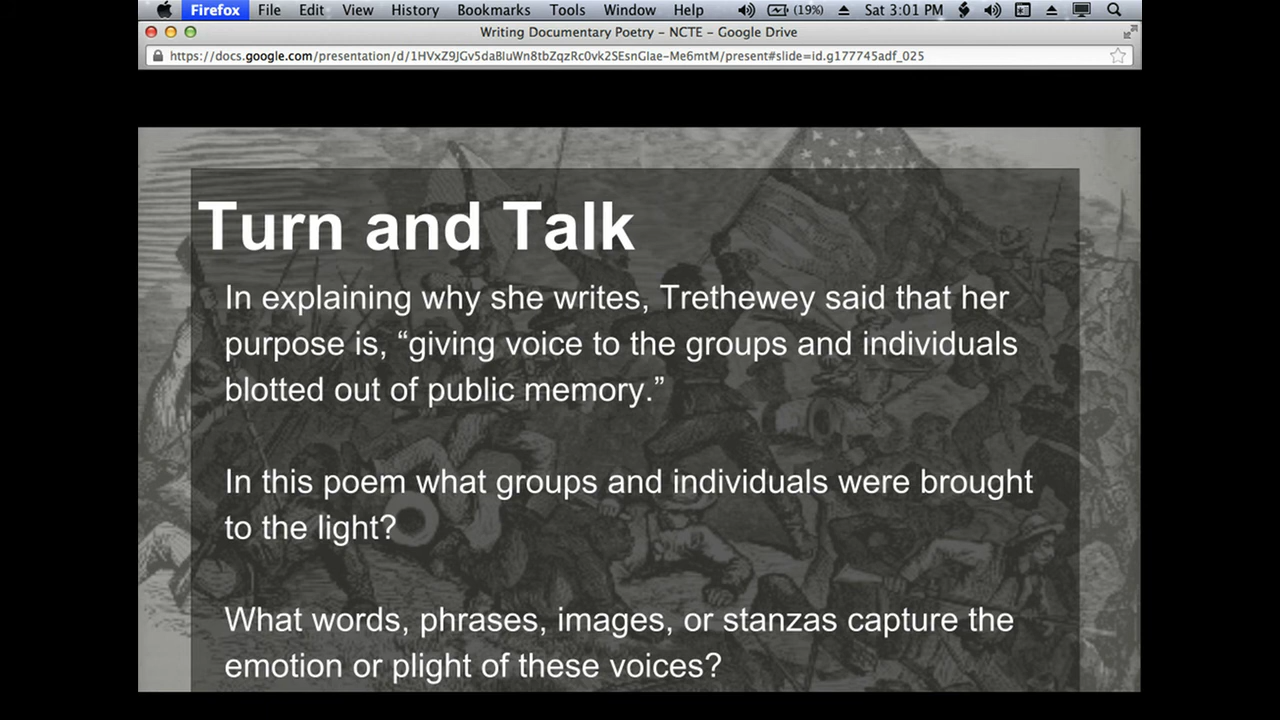 Firefox File Edit View History Bookmarks Tools Window Help (19%) Sat 3:01 PM
Writing Documentary Poetry – NCTE – Google Drive
https://docs.google.com/presentation/d/1HVxZ9JGv5daBluWn8tbZqzRc0vk2SEsnGIae-Me6mtM/present#slide=id.g177745adf_025
Turn and Talk
In explaining why she writes, Trethewey said that her
purpose is, “giving voice to the groups and individuals
blotted out of public memory.”
In this poem what groups and individuals were brought
to the light?
What words, phrases, images, or stanzas capture the
emotion or plight of these voices?